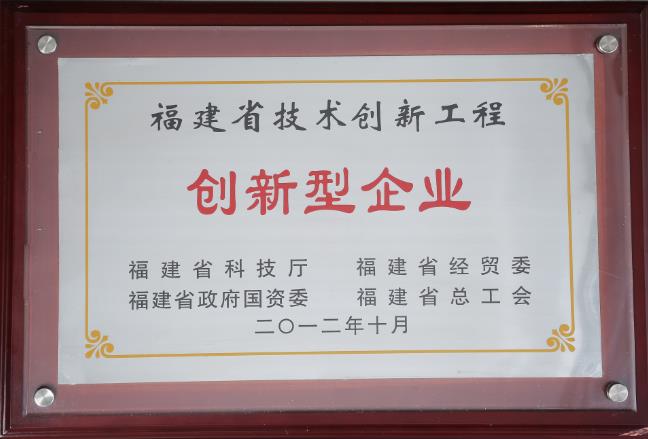 福建省技术创新工程
创新型企业
福建省科技厅 福建省经贸委
福建省政府国资委 福建省总工会
二〇一二年十月